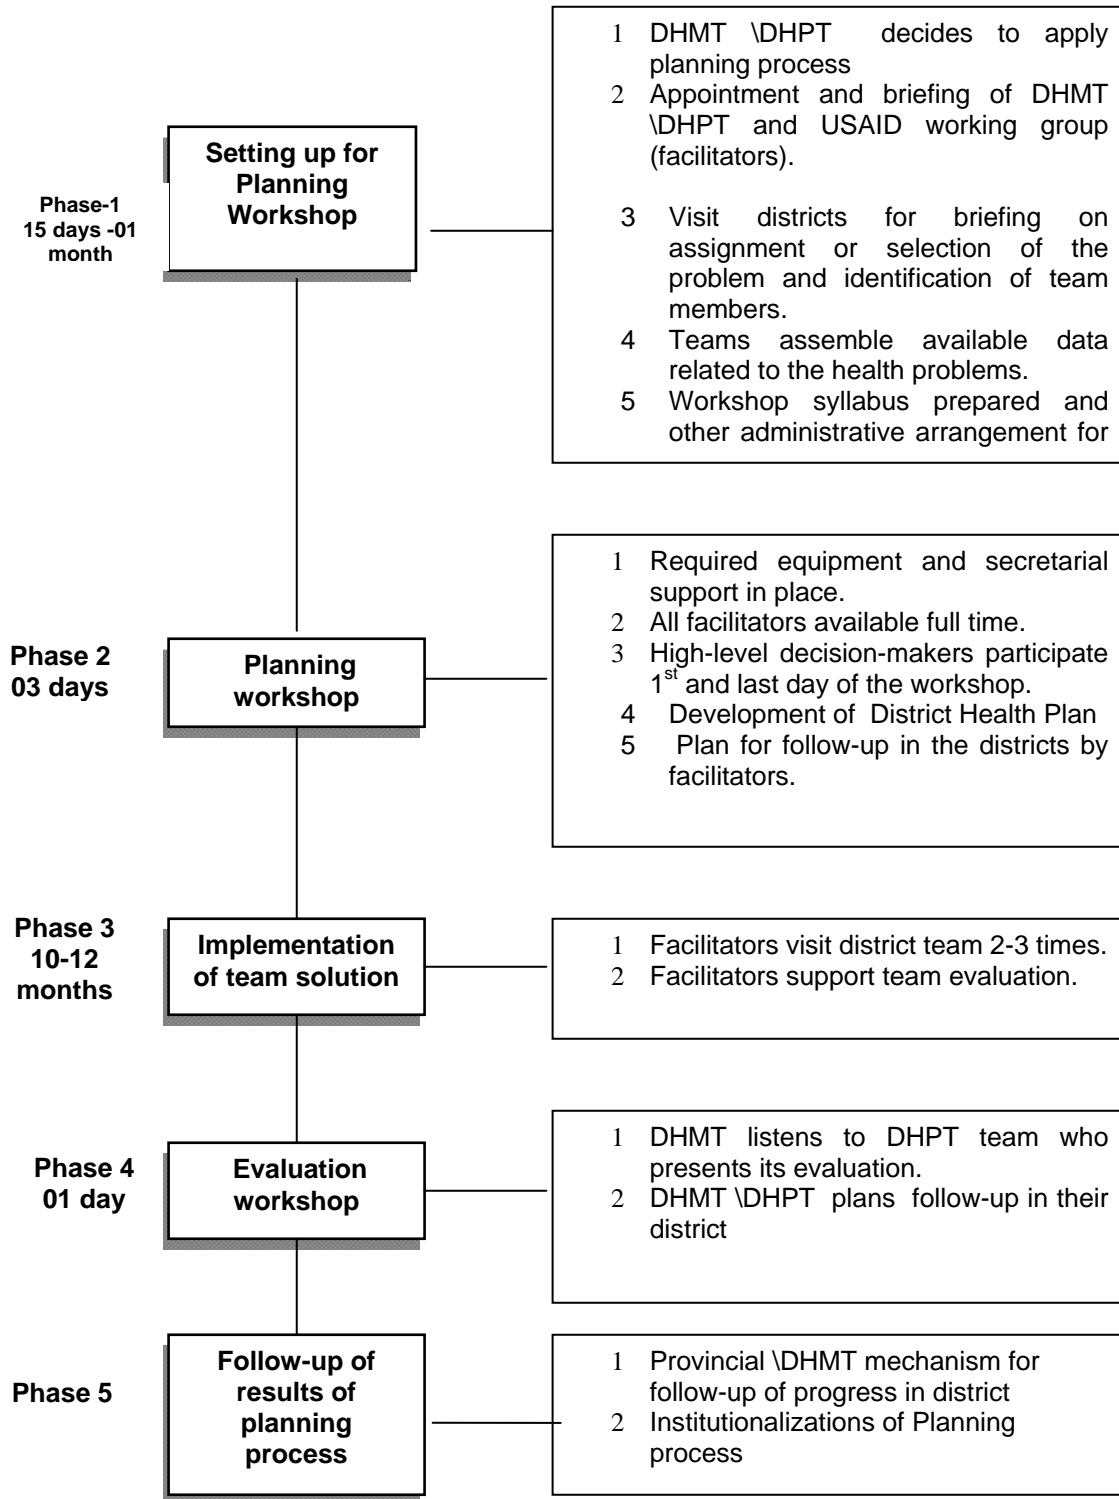 Phase-1
15 days -01
month
Setting up for
Planning
Workshop
1 DHMT \DHPT decides to apply
planning process
2 Appointment and briefing of DHMT
\DHPT and USAID working group
(facilitators).
3 Visit districts for briefing on
assignment or selection of the
problem and identification of team
members.
4 Teams assemble available data
related to the health problems.
5 Workshop syllabus prepared and
other administrative arrangement for
Phase 2
03 days
Planning
workshop
1 Required equipment and secretarial
support in place.
2 All facilitators available full time.
3 High-level decision-makers participate
1st and last day of the workshop.
4 Development of District Health Plan
5 Plan for follow-up in the districts by
facilitators.
Phase 3
10-12
months
Implementation
of team solution
1 Facilitators visit district team 2-3 times.
2 Facilitators support team evaluation.
Phase 4
01 day
Evaluation
workshop
1 DHMT listens to DHPT team who
presents its evaluation.
2 DHMT \DHPT plans follow-up in their
district
Phase 5
Follow-up of
results of
planning
process
1 Provincial \DHMT mechanism for
follow-up of progress in district
2 Institutionalizations of Planning
process